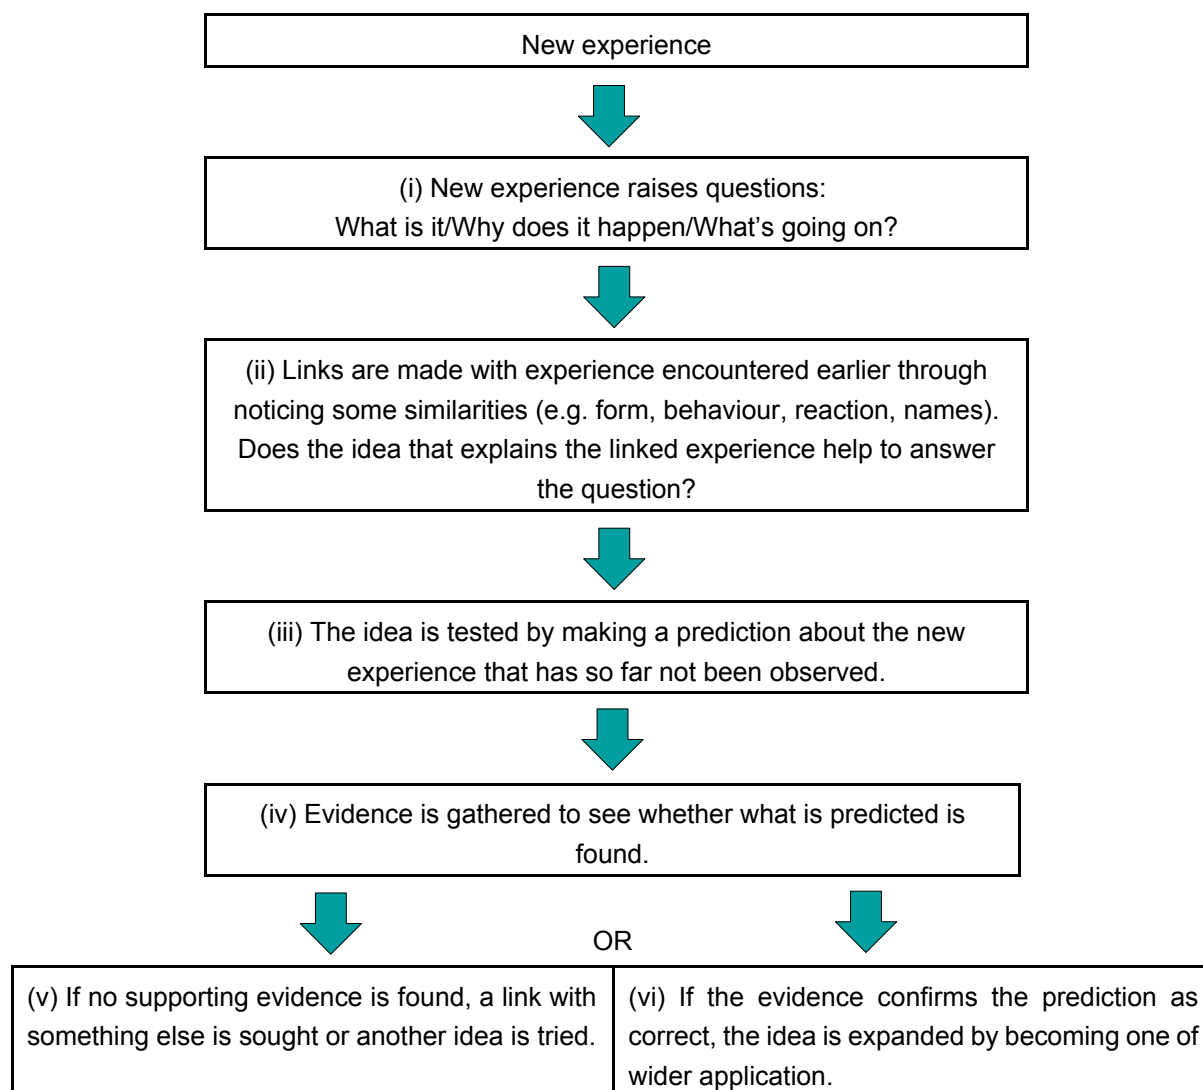 New experience
(i) New experience raises questions:
What is it/Why does it happen/What's going on?
(ii) Links are made with experience encountered earlier through
noticing some similarities (e.g. form, behaviour, reaction, names).
Does the idea that explains the linked experience help to answer
the question?
(iii) The idea is tested by making a prediction about the new
experience that has so far not been observed.
(iv) Evidence is gathered to see whether what is predicted is
found.
OR
(v) If no supporting evidence is found, a link with
something else is sought or another idea is tried.
(vi) If the evidence confirms the prediction as
correct, the idea is expanded by becoming one of
wider application.